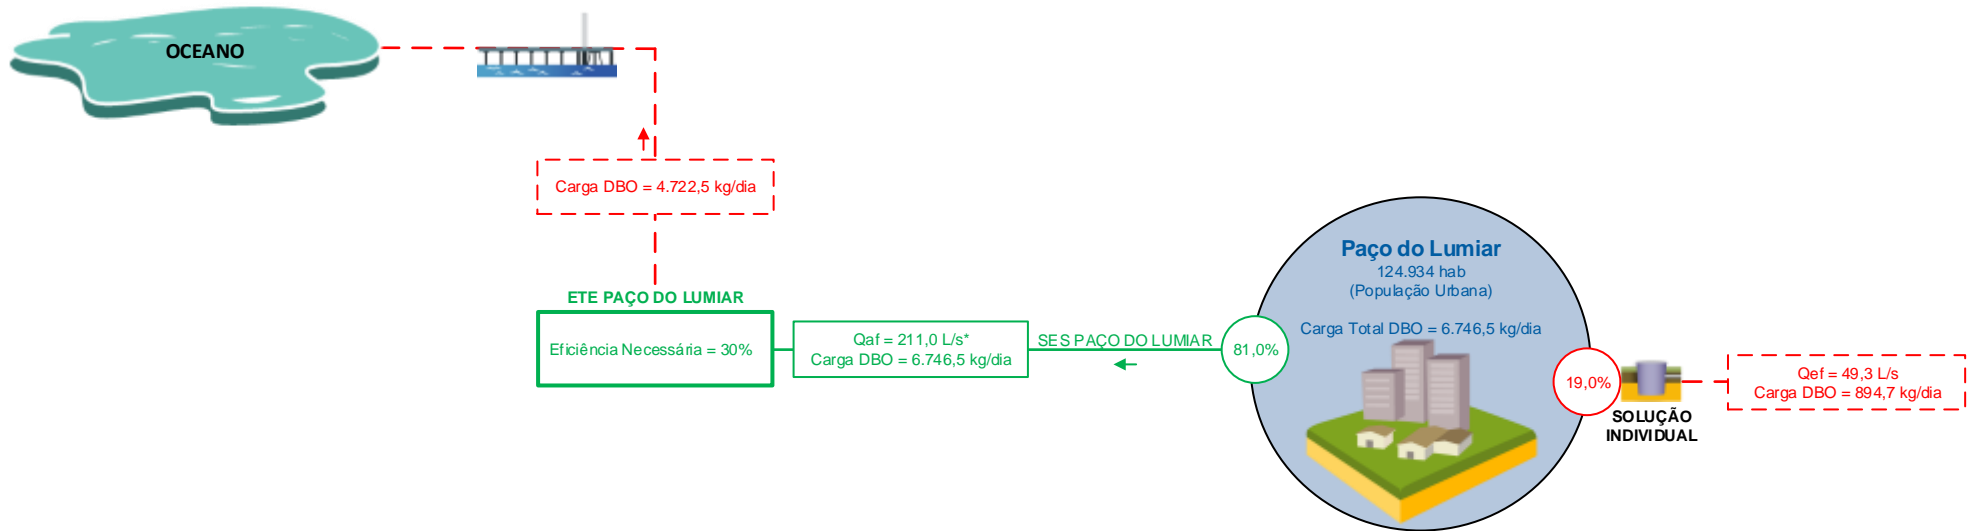 OCEANO
Carga DBO = 4.722,5 kg/dia
ETE PAÇO DO LUMIAR
Eficiência Necessária = 30%
Qaf = 211,0 L/s*
Carga DBO = 6.746,5 kg/dia
SES PAÇO DO LUMIAR
81,0%
Paço do Lumiar
124.934 hab
(População Urbana)
Carga Total DBO = 6.746,5 kg/dia
19,0%
SOLUÇÃO
INDIVIDUAL
Qef = 49,3 L/s
Carga DBO = 894,7 kg/dia